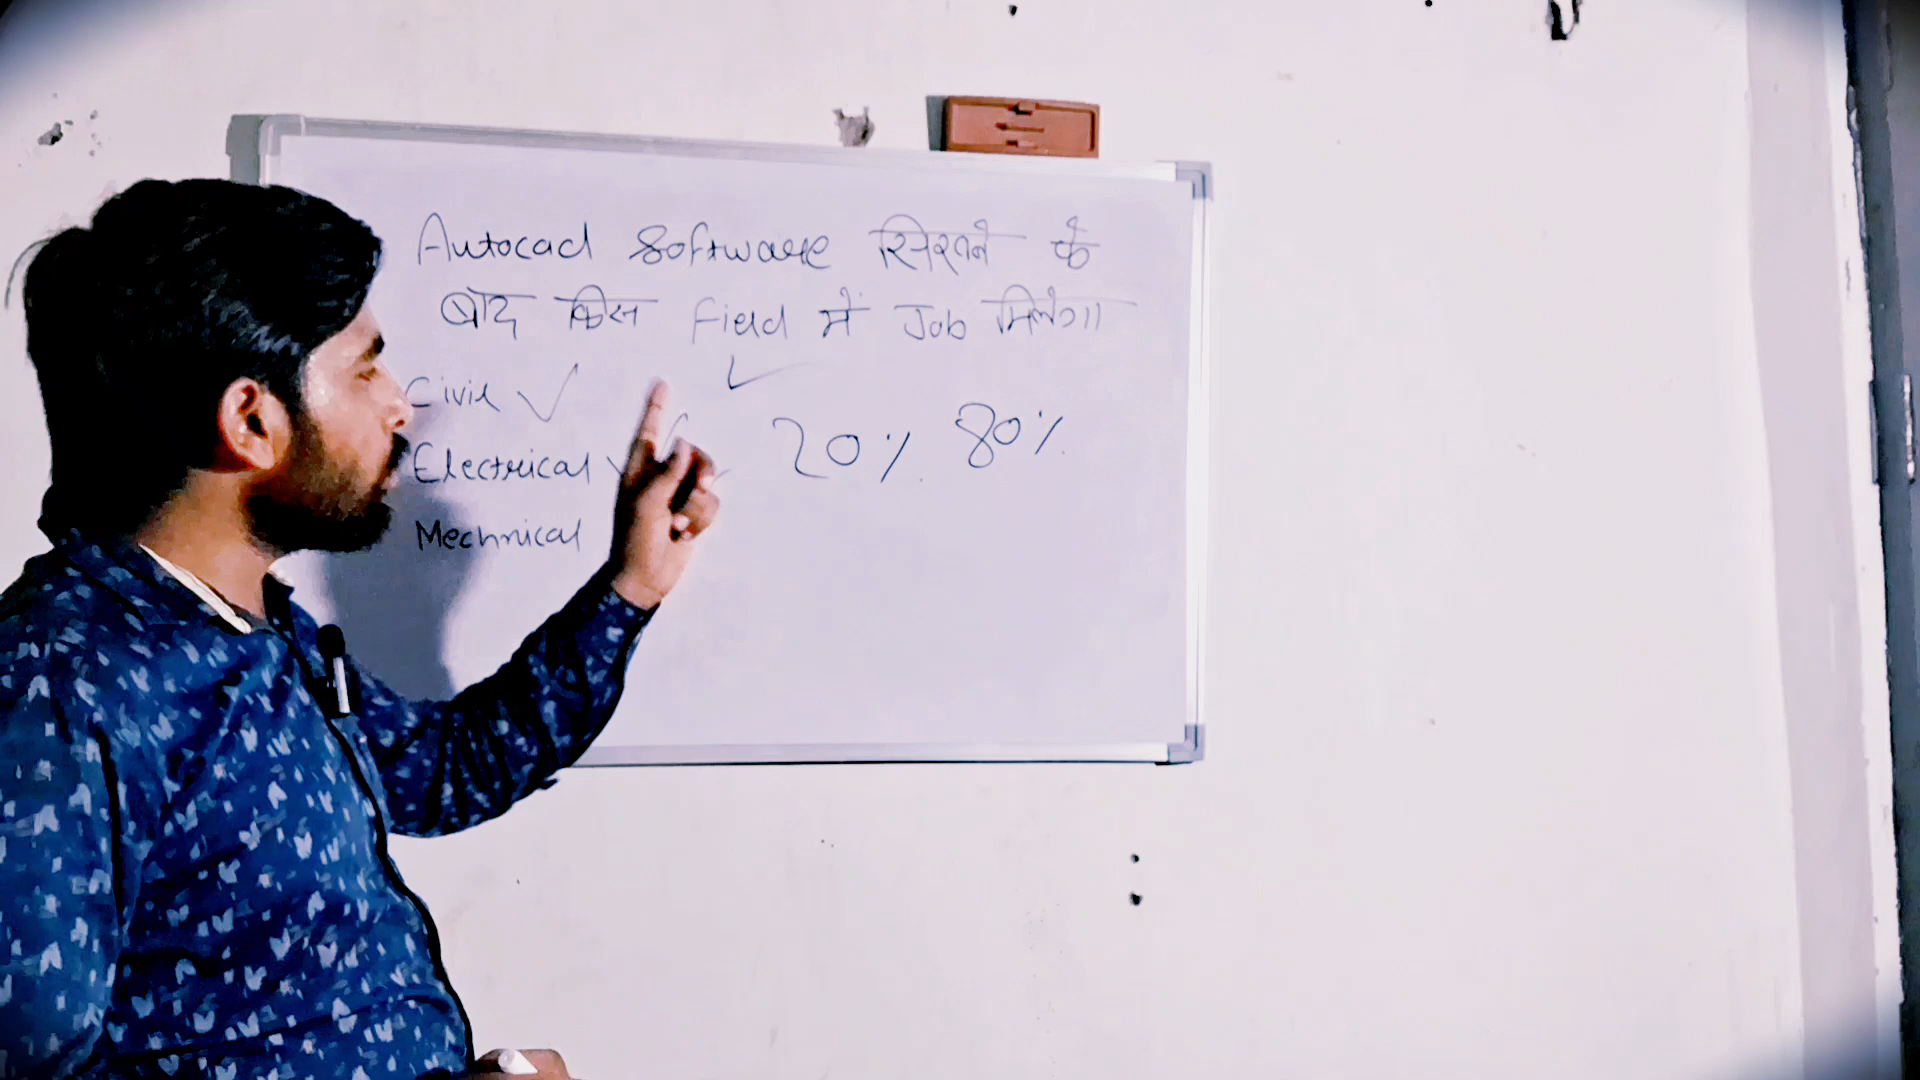 Autocad Software सिखने के
बाद किस field में Job मिलेगा
Civil ✓
Electrical 20% 80%
Mechnical